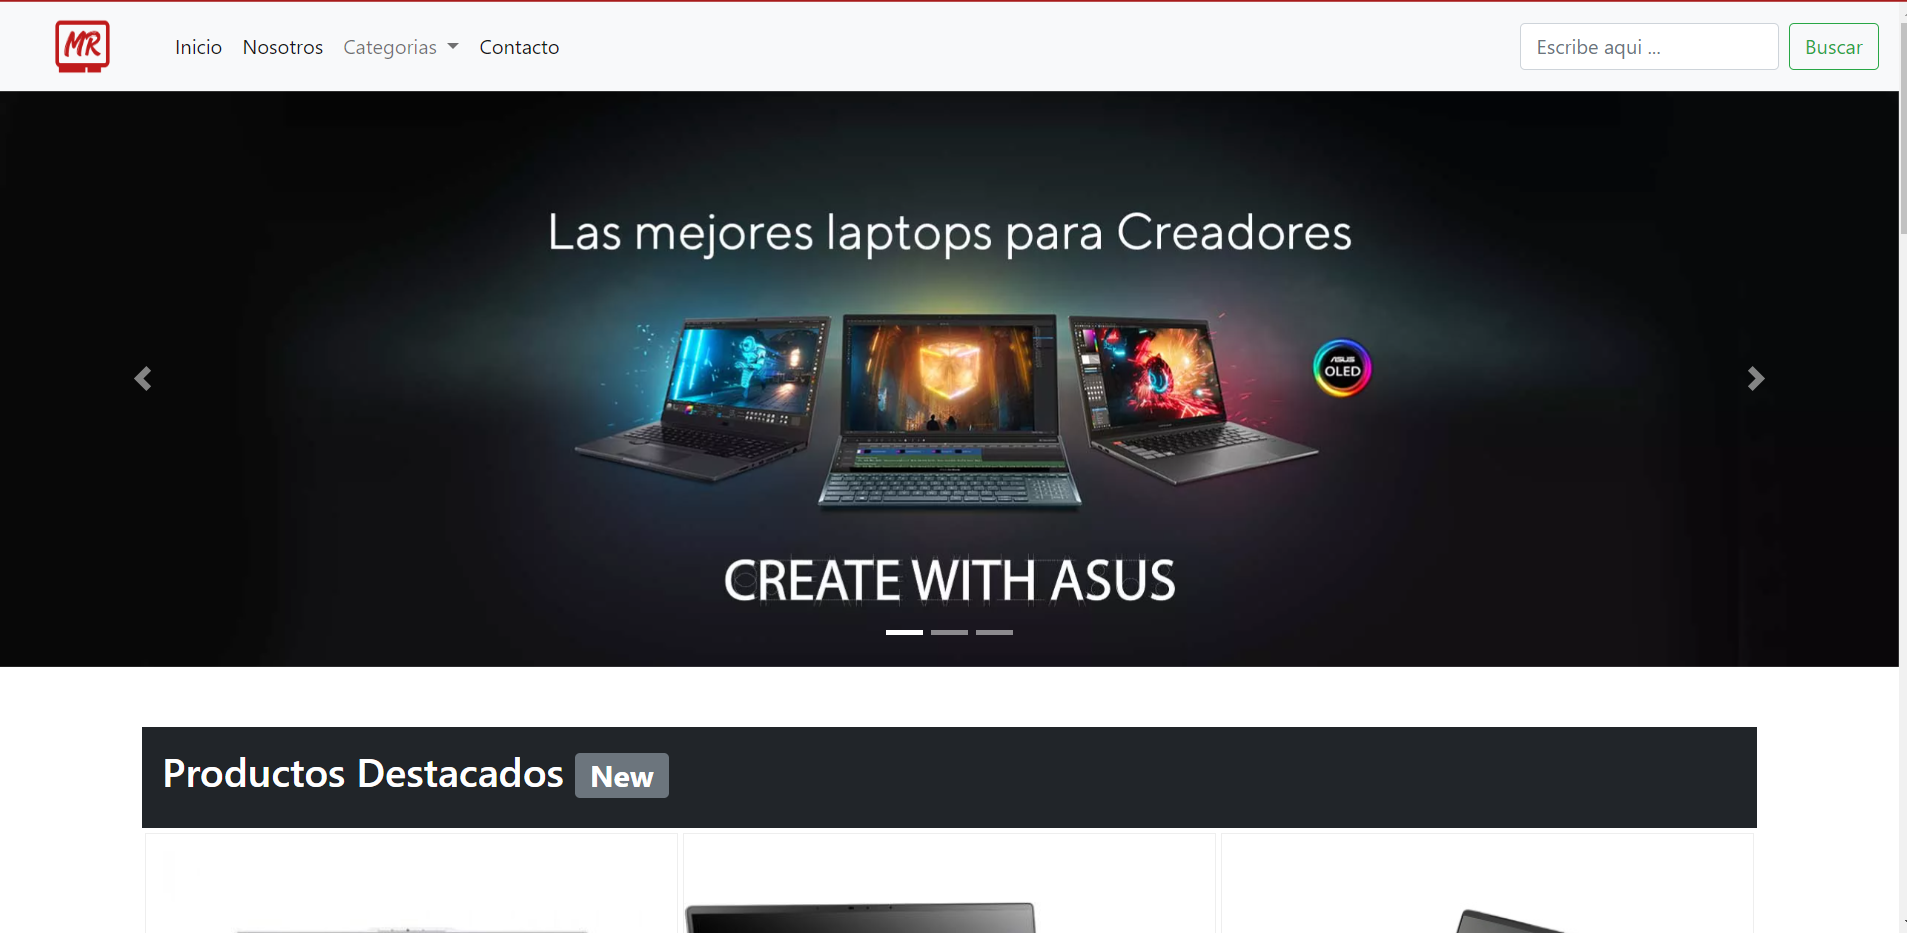 MR
Inicio Nosotros Categorias Contacto
Escribe aqui ...
Buscar
Las mejores laptops para Creadores
ASUS
OLED
CREATE WITH ASUS
Productos Destacados New